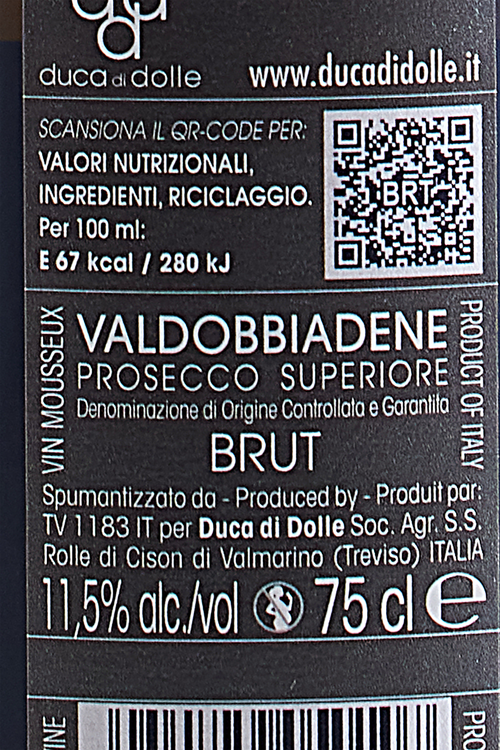 duca di dolle
www.ducadidolle.it
SCANSIONA IL QR-CODE PER:
VALORI NUTRIZIONALI,
INGREDIENTI, RICICLAGGIO.
Per 100 ml:
E 67 kcal / 280 kJ
BRT
VIN MOUSSEUX
VALDOBBIADENE
PROSECCO SUPERIORE
Denominazione di Origine Controllata e Garantita
BRUT
PRODUCT OF ITALY
Spumantizzato da - Produced by - Produit par:
TV 1183 IT per Duca di Dolle Soc. Agr. S.S.
Rolle di Cison di Valmarino (Treviso) ITALIA
11,5% alc./vol 75 cl e